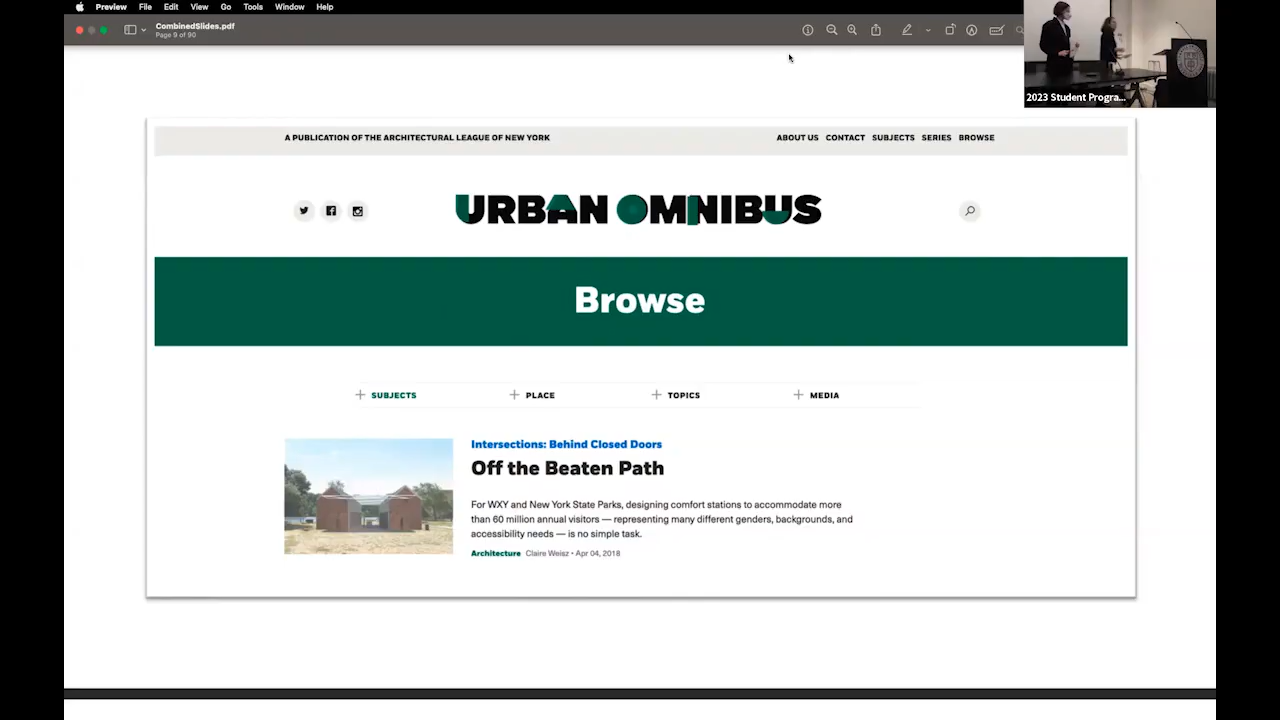 Preview File Edit View Go Tools Window Help
CombinedSlides.pdf
Page 9 of 90
2023 Student Progra...
A PUBLICATION OF THE ARCHITECTURAL LEAGUE OF NEW YORK
ABOUT US CONTACT SUBJECTS SERIES BROWSE
URBAN OMNIBUS
Browse
SUBJECTS PLACE TOPICS MEDIA
Intersections: Behind Closed Doors
Off the Beaten Path
For WXY and New York State Parks, designing comfort stations to accommodate more
than 60 million annual visitors — representing many different genders, backgrounds, and
accessibility needs — is no simple task.
Architecture Claire Weisz • Apr 04, 2018